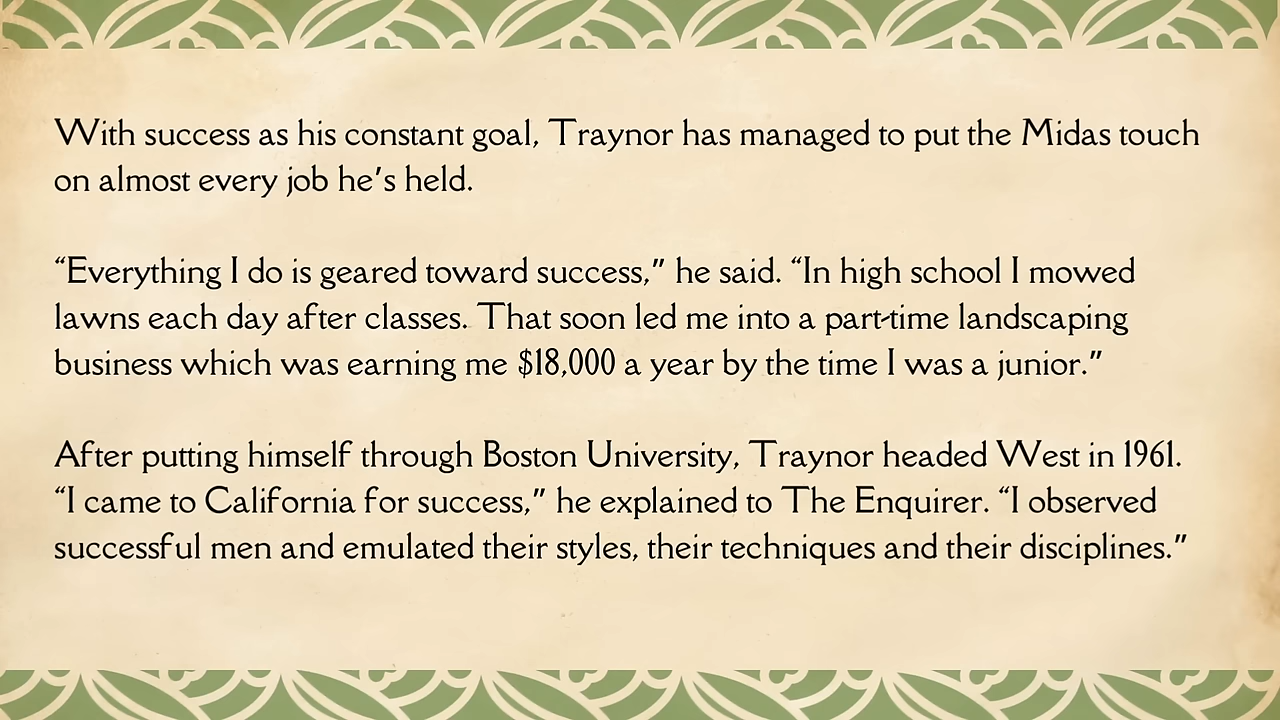 With success as his constant goal, Traynor has managed to put the Midas touch
on almost every job he's held.
“Everything I do is geared toward success,” he said. “In high school I mowed
lawns each day after classes. That soon led me into a part-time landscaping
business which was earning me $18,000 a year by the time I was a junior.”
After putting himself through Boston University, Traynor headed West in 1961.
“I came to California for success,” he explained to The Enquirer. “I observed
successful men and emulated their styles, their techniques and their disciplines.”